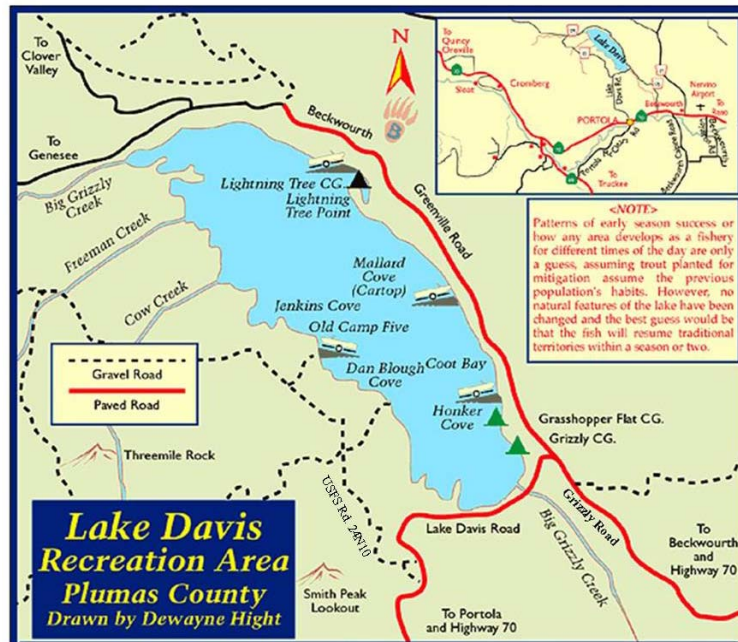 To
Clover
Valley
To
Genesee
Big Grizzly
Creek
Freeman Creek
Cow Creek
Beckwourth
Greenville Road
N
B
Lightning Tree CG.
Lightning
Tree Point
Mallard
Cove
(Cartop)
Jenkins Cove
Old Camp Five
Dan Blough
Cove
Coot Bay
Honker
Cove
Grasshopper Flat CG.
Grizzly CG.
Gravel Road
Paved Road
Threemile Rock
USFS Rd. 24N10
Lake Davis Road
Big Grizzly Creek
Grizzly Road
To
Beckwourth
and
Highway 70
Smith Peak
Lookout
To Portola
and Highway 70
Lake Davis
Recreation Area
Plumas County
Drawn by Dewayne Hight
To
Quincy
Oroville
Sloat
Cromberg
Lake Davis
Lake
Davis Rd.
PORTOLA
Beckwourth
Nervino
Airport
To
Reno
To
Truckee
<NOTE>
Patterns of early season success or
how any area develops as a fishery
for different times of the day are only
a guess, assuming trout planted for
mitigation assume the previous
population's habits. However, no
natural features of the lake have been
changed and the best guess would be
that the fish will resume traditional
territories within a season or two.